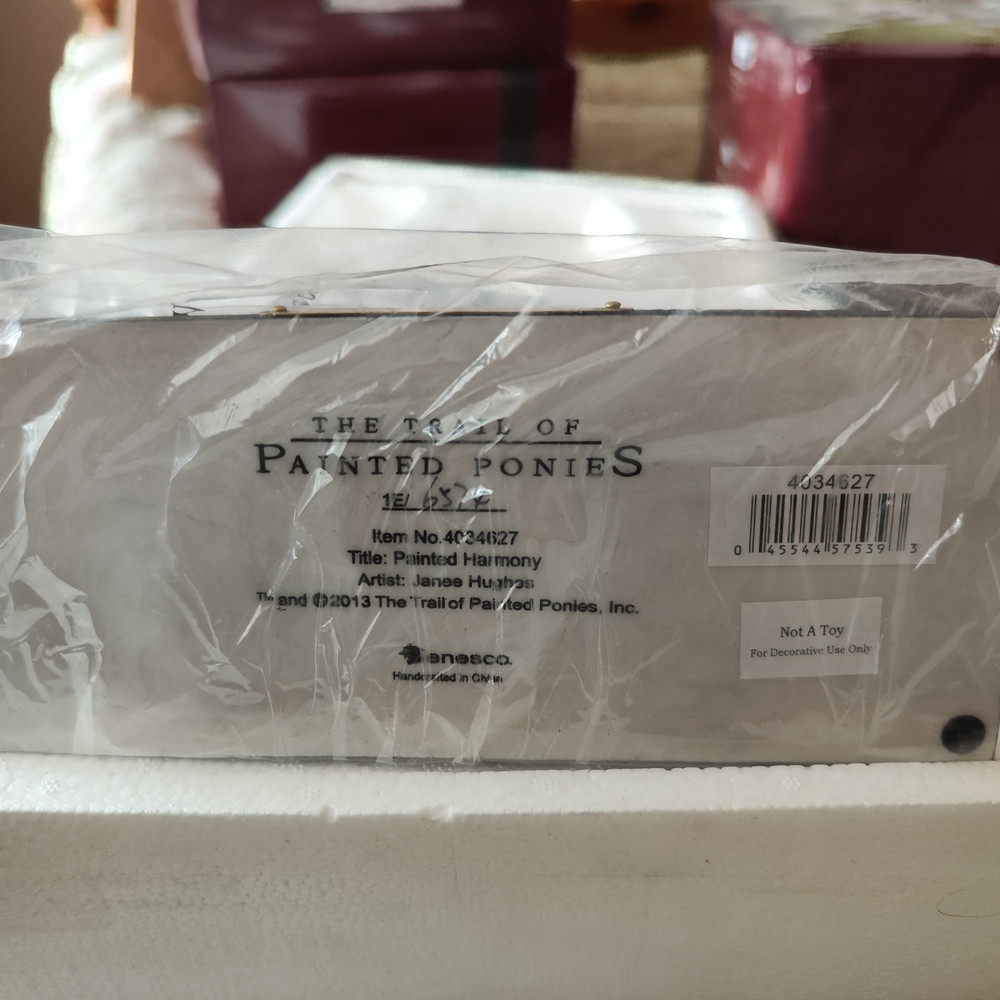 THE TRAIL OF
PAINTED PONIES
1E/
Item No.4034627
Title: Painted Harmony
Artist: Janee Hughes
™ and ©2013 The Trail of Painted Ponies, Inc.
Enesco.
Handcrafted in China
4034627
0 45544 57539 3
Not A Toy
For Decorative Use Only